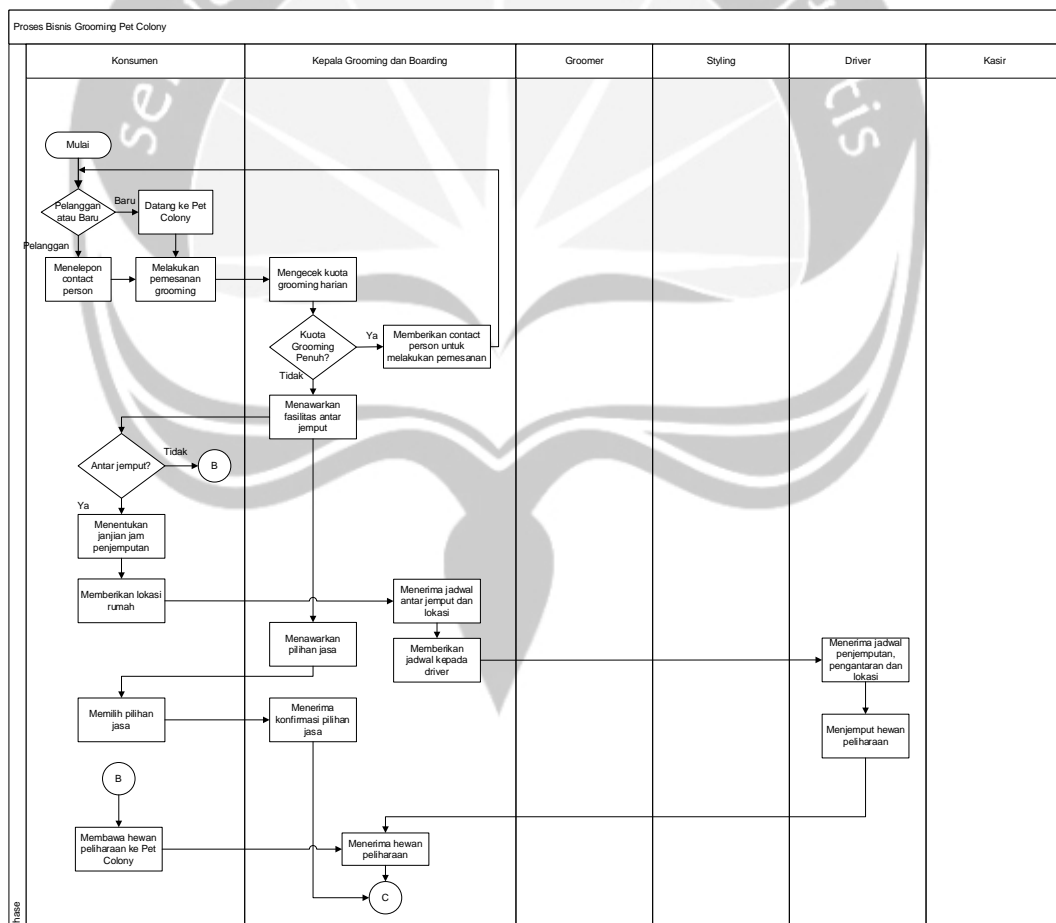 Proses Bisnis Grooming Pet Colony
Konsumen
Kepala Grooming dan Boarding
Groomer
Styling
Driver
Kasir
Mulai
Pelanggan
atau Baru
Baru
Datang ke Pet
Colony
Pelanggan
Menelepon
contact
person
Melakukan
pemesanan
grooming
Mengecek kuota
grooming harian
Kuota
Grooming
Penuh?
Ya
Memberikan contact
person untuk
melakukan pemesanan
Tidak
Menawarkan
fasilitas antar
jemput
Antar jemput?
Tidak
B
Ya
Menentukan
janjian jam
penjemputan
Memberikan lokasi
rumah
Menerima jadwal
antar jemput dan
lokasi
Menawarkan
pilihan jasa
Memberikan
jadwal kepada
driver
Menerima jadwal
penjemputan,
pengantaran dan
lokasi
Memilih pilihan
jasa
Menerima
konfirmasi pilihan
jasa
Menjemput hewan
peliharaan
B
Membawa hewan
peliharaan ke Pet
Colony
Menerima hewan
peliharaan
C
hase